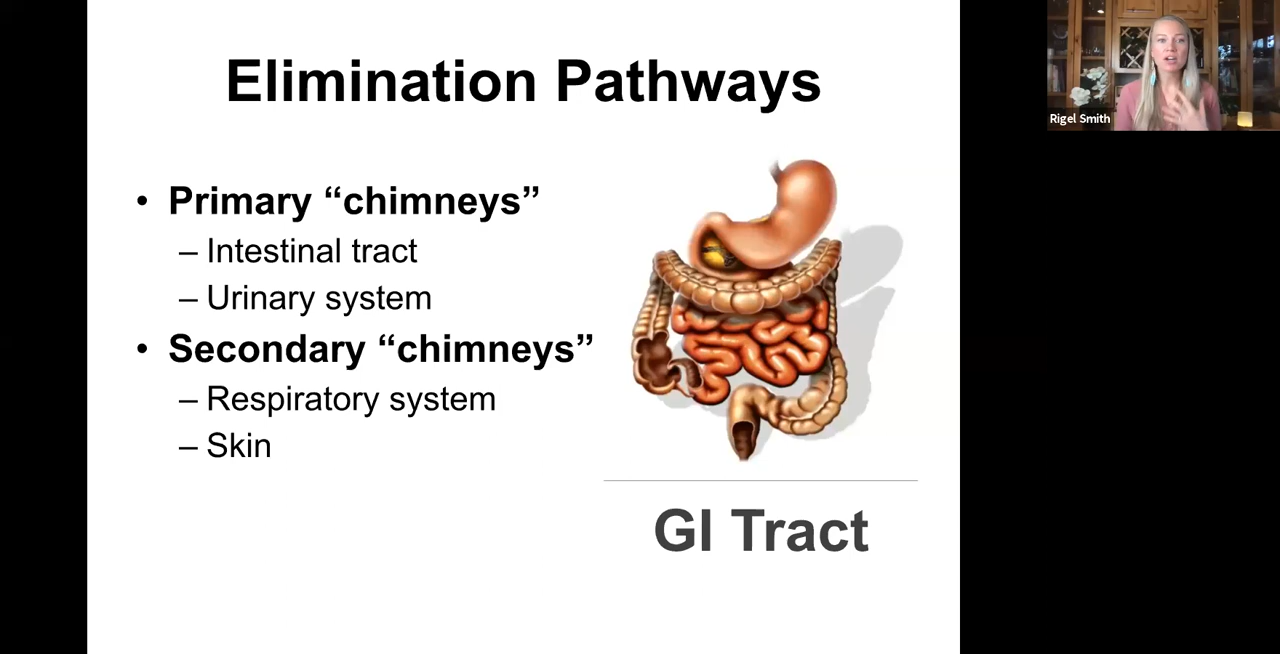 Elimination Pathways
• Primary “chimneys”
– Intestinal tract
– Urinary system
• Secondary “chimneys”
– Respiratory system
– Skin
GI Tract
Rigel Smith